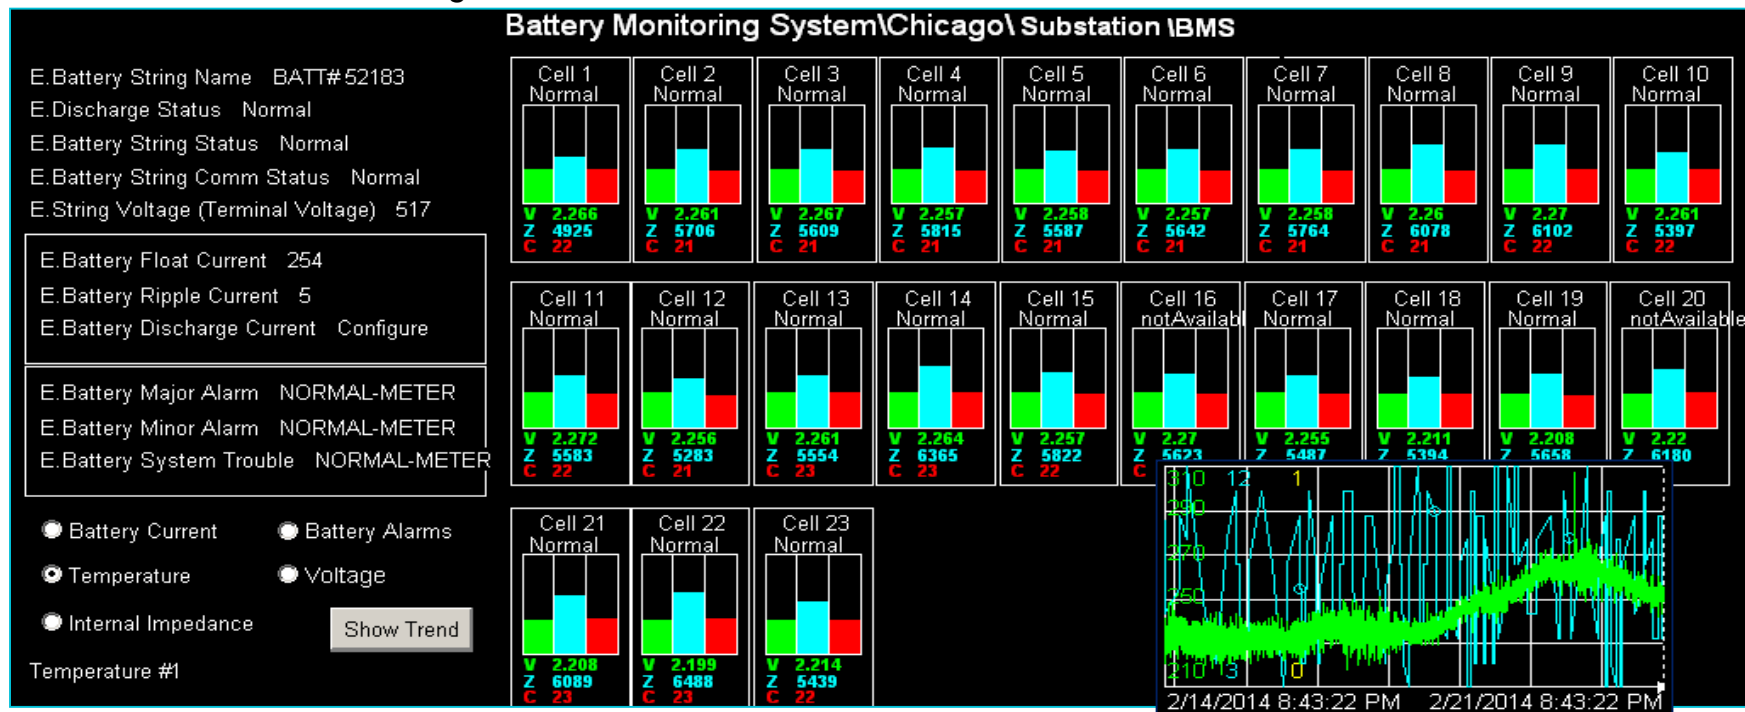 Battery Monitoring System\Chicago\ Substation \BMS
E.Battery String Name BATT#52183
E.Discharge Status Normal
E.Battery String Status Normal
E.Battery String Comm Status Normal
E.String Voltage (Terminal Voltage) 517
E.Battery Float Current 254
E.Battery Ripple Current 5
E.Battery Discharge Current Configure
E.Battery Major Alarm NORMAL-METER
E.Battery Minor Alarm NORMAL-METER
E.Battery System Trouble NORMAL-METER
Battery Current Battery Alarms
Temperature Voltage
Internal Impedance Show Trend
Temperature #1
Cell 1 Cell 2 Cell 3 Cell 4 Cell 5 Cell 6 Cell 7 Cell 8 Cell 9 Cell 10
Normal Normal Normal Normal Normal Normal Normal Normal Normal Normal
V 2.266 V 2.261 V 2.267 V 2.257 V 2.258 V 2.257 V 2.258 V 2.26 V 2.27 V 2.261
Z 4925 Z 5706 Z 5609 Z 5815 Z 5587 Z 5642 Z 5764 Z 6078 Z 6102 Z 5397
C 22 C 21 C 21 C 21 C 21 C 21 C 21 C 21 C 22 C 22
Cell 11 Cell 12 Cell 13 Cell 14 Cell 15 Cell 16 Cell 17 Cell 18 Cell 19 Cell 20
Normal Normal Normal Normal Normal notAvailabl Normal Normal Normal notAvailable
V 2.272 V 2.256 V 2.261 V 2.264 V 2.257 V 2.27 V 2.255 V 2.211 V 2.208 V 2.22
Z 5583 Z 5283 Z 5554 Z 6365 Z 5822 Z 5623 Z 5487 Z 5394 Z 5658 Z 6180
C 22 C 21 C 23 C 23 C 22 C
Cell 21 Cell 22 Cell 23
Normal Normal Normal
V 2.208 V 2.199 V 2.214
Z 6089 Z 6488 Z 5439
C 23 C 23 C 22
310 12 1
290
270
250
210 13 0
2/14/2014 8:43:22 PM 2/21/2014 8:43:22 PM